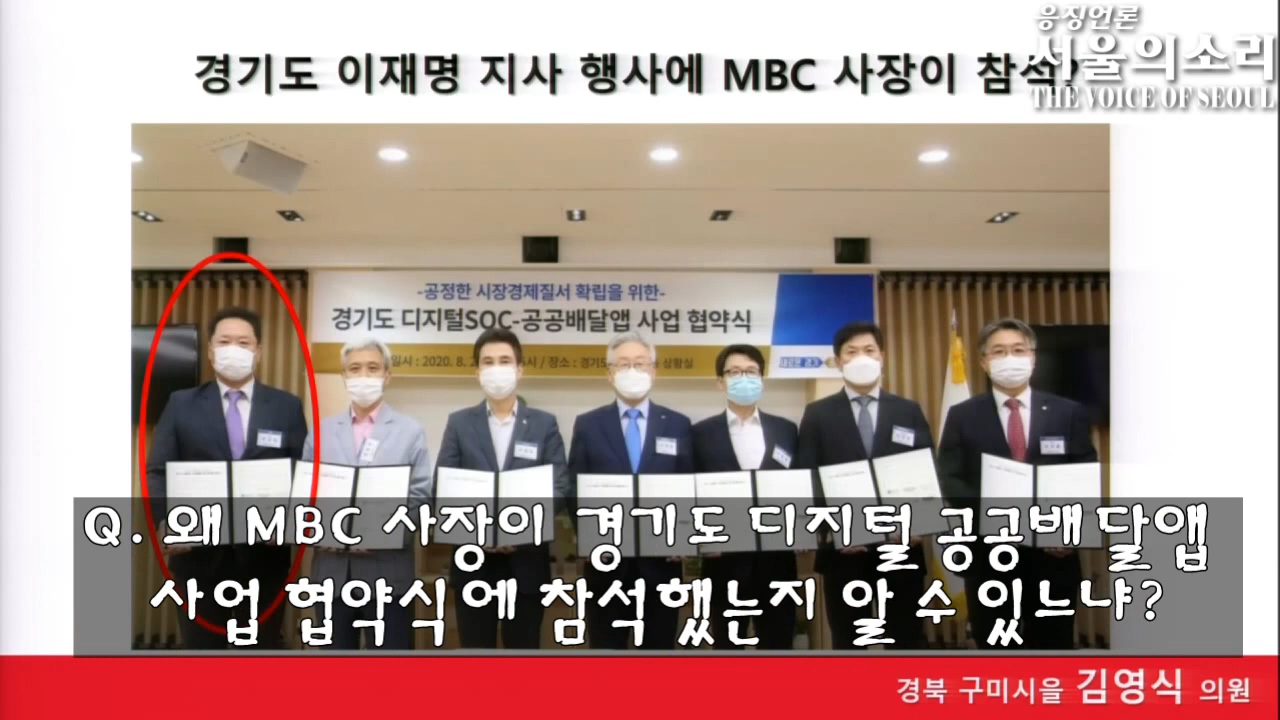 응징언론
서울의소리
THE VOICE OF SEOUL
경기도 이재명 지사 행사에 MBC 사장이 참석?
-공정한 시장경제질서 확립을 위한-
경기도 디지털SOC-공공배달앱 사업 협약식
일시 : 2020. 8. / 장소 : 상황실
Q. 왜 MBC 사장이 경기도 디지털 공공배달앱
사업 협약식에 참석했는지 알 수 있느냐?
경북 구미시을 김영식 의원